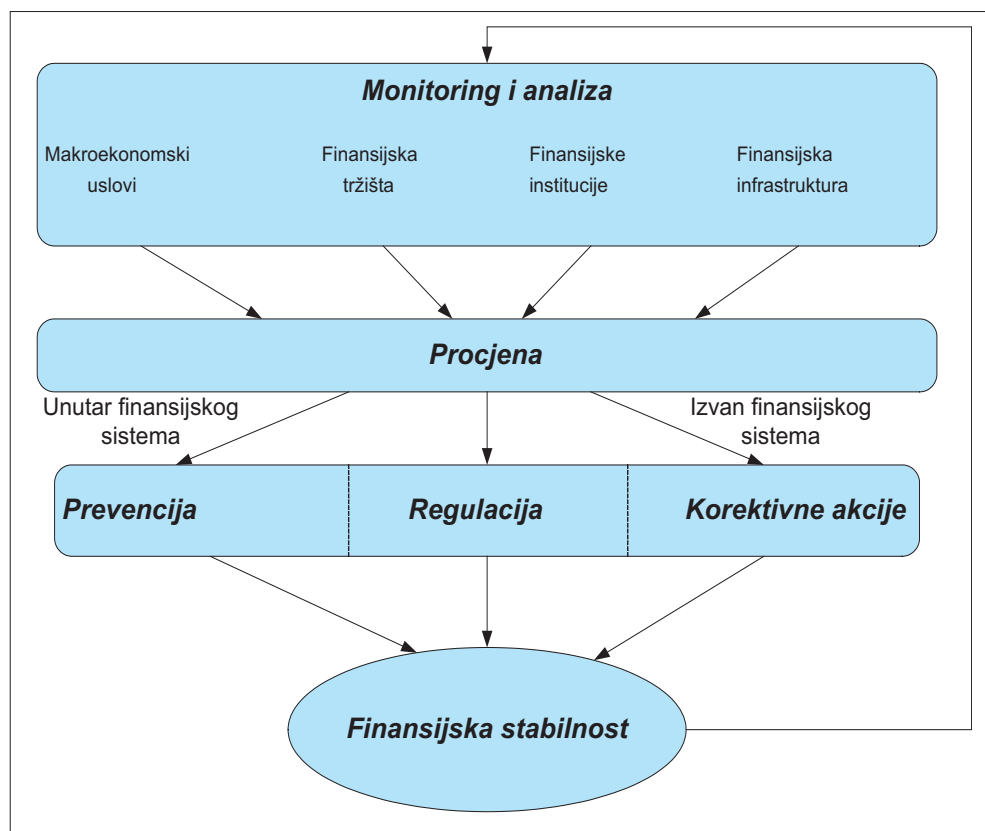 Monitoring i analiza
Makroekonomski
uslovi
Finansijska
tržišta
Finansijske
institucije
Finansijska
infrastruktura
Procjena
Unutar finansijskog
sistema
Izvan finansijskog
sistema
Prevencija
Regulacija
Korektivne akcije
Finansijska stabilnost